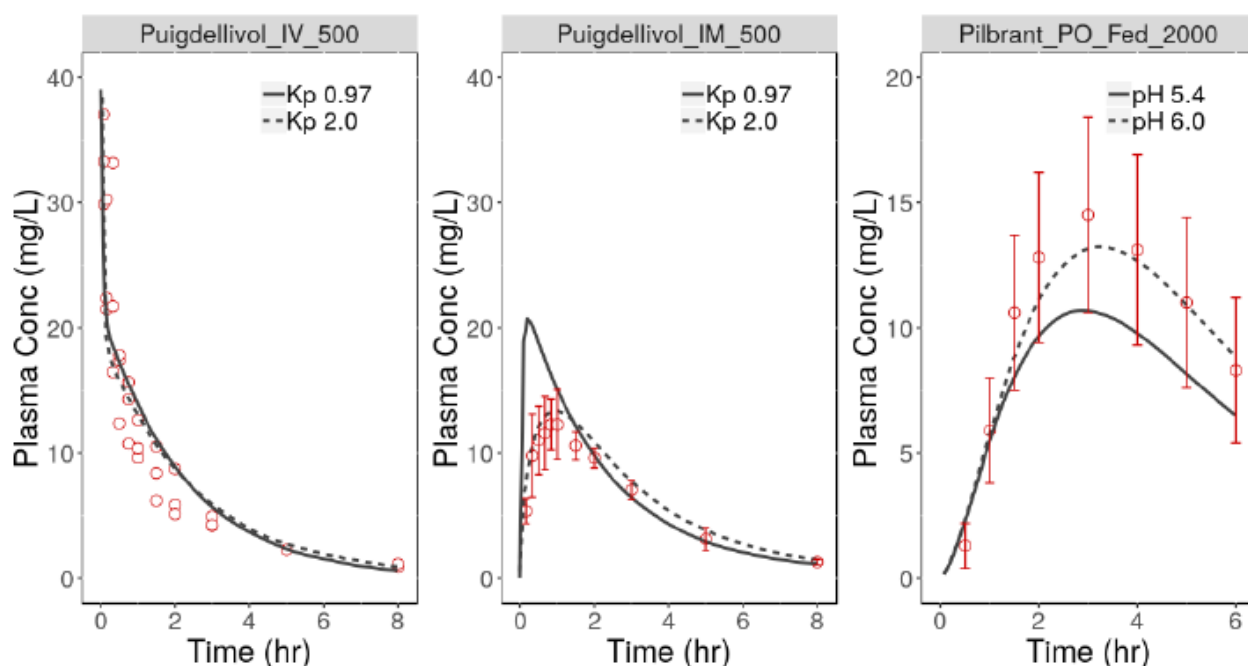 Puigdellivol_IV_500
Kp 0.97
Kp 2.0
Plasma Conc (mg/L)
40
30
20
10
0
0 2 4 6 8
Time (hr)
Puigdellivol_IM_500
Kp 0.97
Kp 2.0
Plasma Conc (mg/L)
40
30
20
10
0
0 2 4 6 8
Time (hr)
Pilbrant_PO_Fed_2000
pH 5.4
pH 6.0
Plasma Conc (mg/L)
20
15
10
5
0
0 2 4 6
Time (hr)